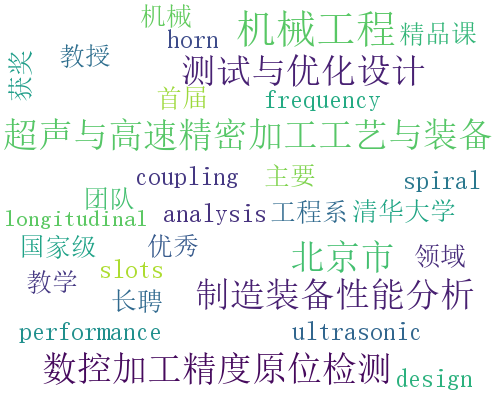 机械
机械工程
精品课
horn
获奖
教授
测试与优化设计
首届
frequency
超声与高速精密加工工艺与装备
coupling
主要
spiral
团队
longitudinal
analysis
工程系
清华大学
国家级
优秀
北京市
领域
教学
slots
长聘
制造装备性能分析
performance
ultrasonic
数控加工精度原位检测
design